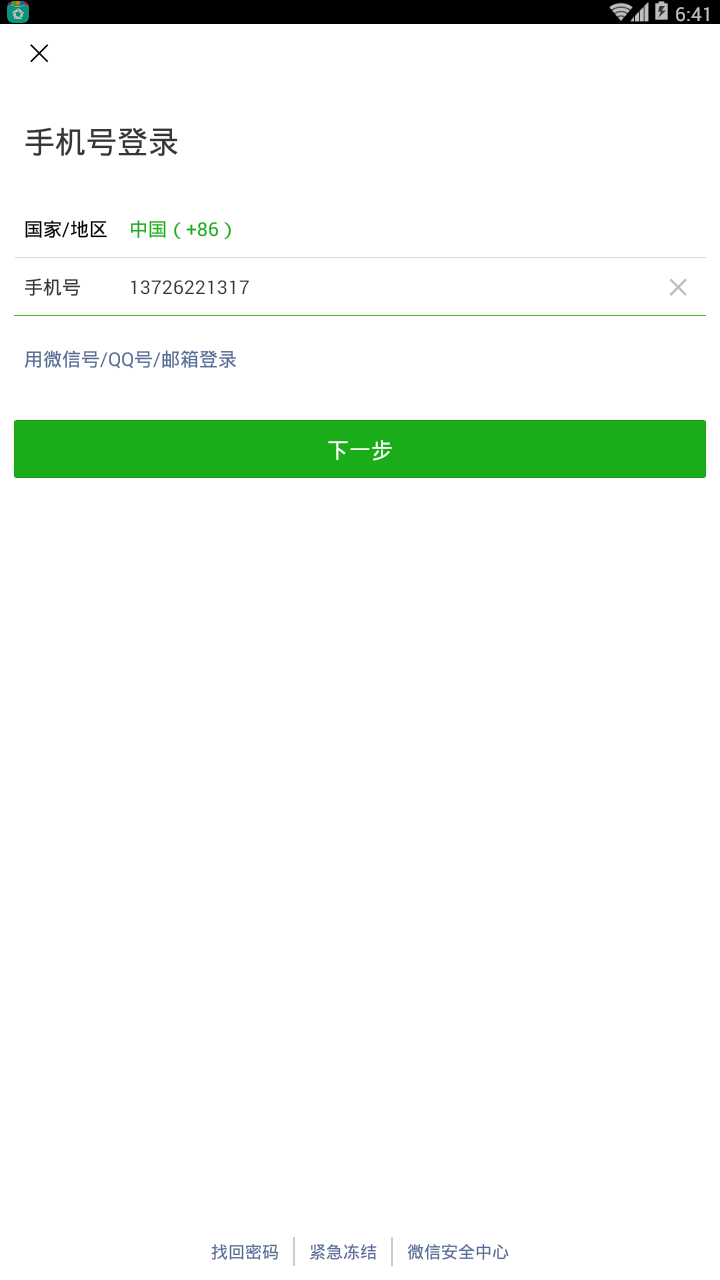 6:41
手机号登录
国家/地区 中国（+86）
手机号 13726221317
用微信号/QQ号/邮箱登录
下一步
找回密码 紧急冻结 微信安全中心